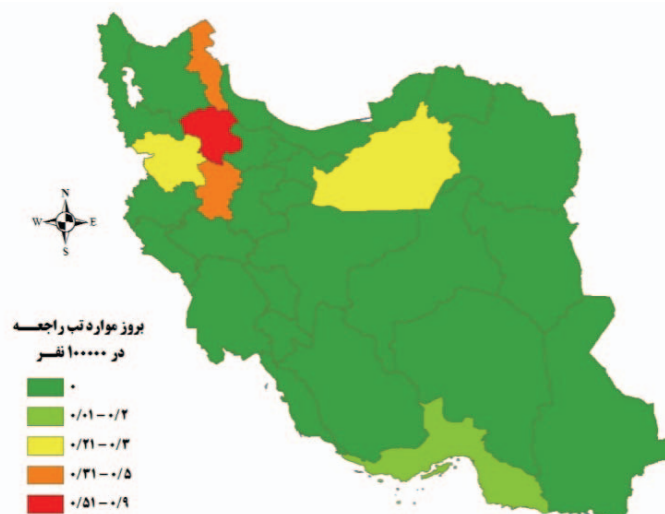 N
W E
S
بروز موارد تب راجعه
در ۱۰۰۰۰۰ نفر
۰
۰/۰۱ – ۰/۲
۰/۲۱ – ۰/۳
۰/۳۱ – ۰/۵
۰/۵۱ – ۰/۹